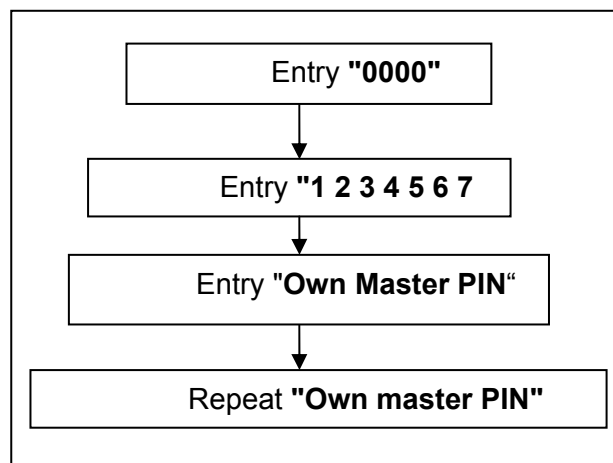 Entry "0000"
Entry "1 2 3 4 5 6 7
Entry "Own Master PIN“
Repeat "Own master PIN"